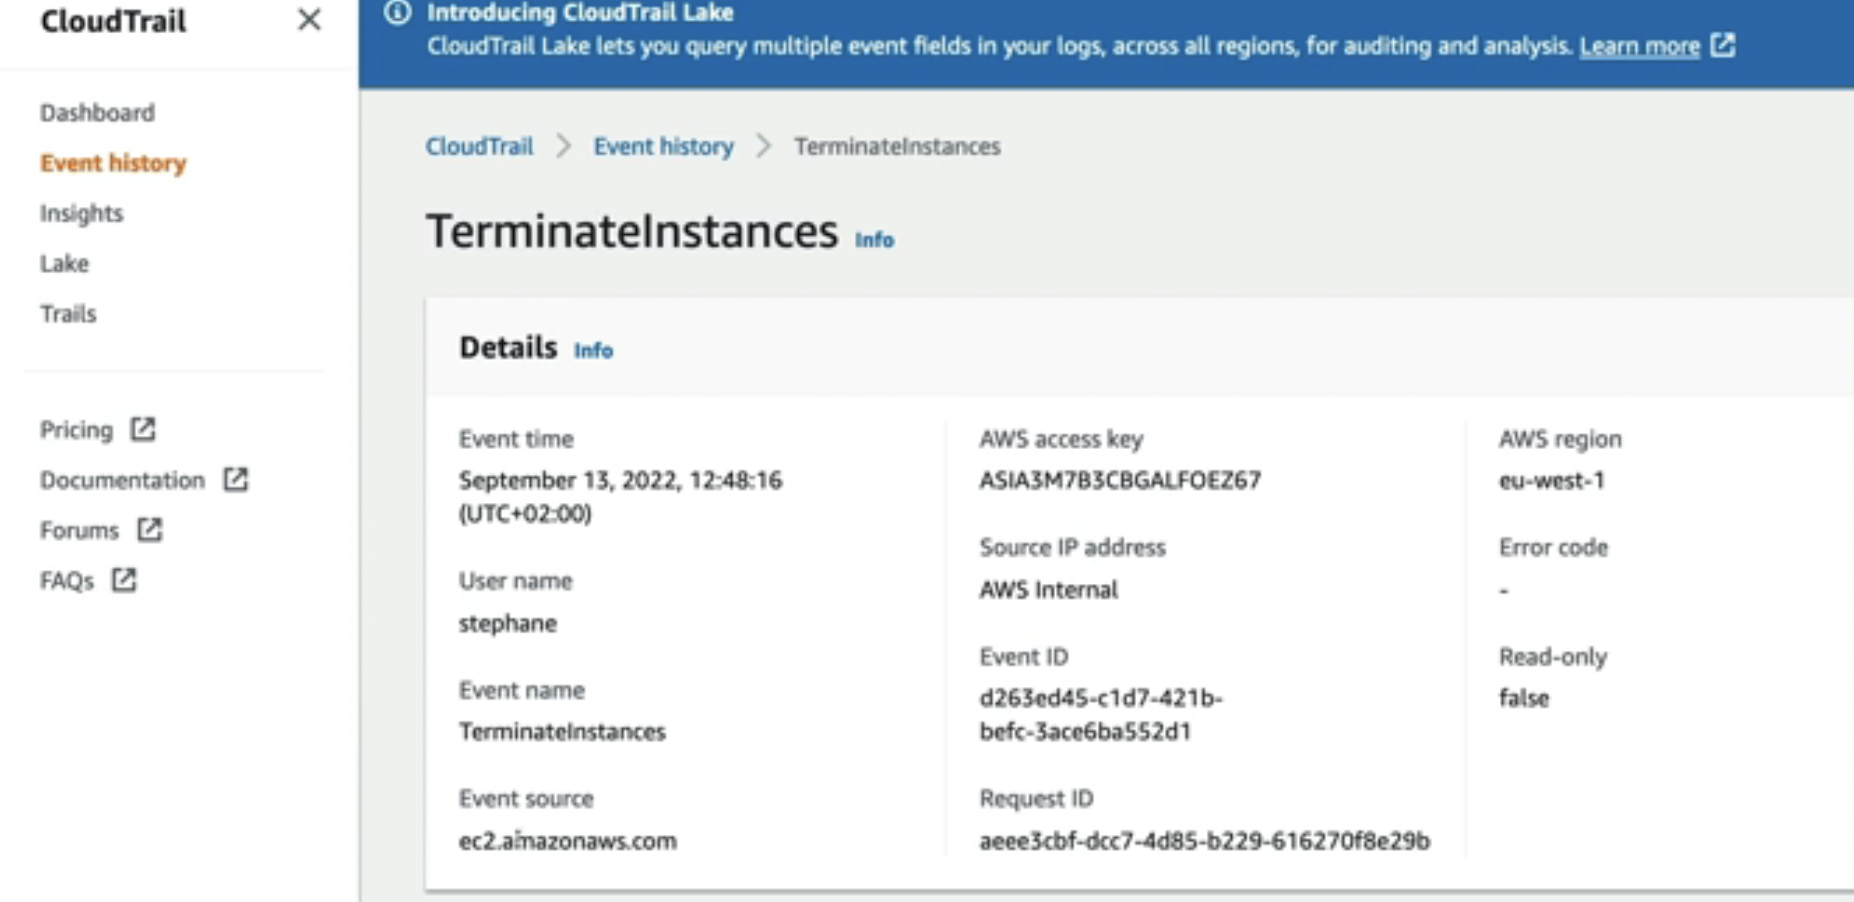 CloudTrail
Dashboard
Event history
Insights
Lake
Trails
Pricing
Documentation
Forums
FAQs
Introducing CloudTrail Lake
CloudTrail Lake lets you query multiple event fields in your logs, across all regions, for auditing and analysis. Learn more
CloudTrail > Event history > TerminateInstances
TerminateInstances Info
Details Info
Event time
September 13, 2022, 12:48:16
(UTC+02:00)
User name
stephane
Event name
TerminateInstances
Event source
ec2.amazonaws.com
AWS access key
ASIA3M7B3CBGALFOEZ67
Source IP address
AWS Internal
Event ID
d263ed45-c1d7-421b-
befc-3ace6ba552d1
Request ID
aeee3cbf-dcc7-4d85-b229-616270f8e29b
AWS region
eu-west-1
Error code
-
Read-only
false